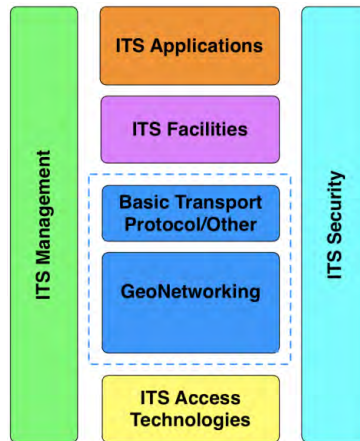 ITS Management
ITS Applications
ITS Facilities
Basic Transport
Protocol/Other
GeoNetworking
ITS Access
Technologies
ITS Security